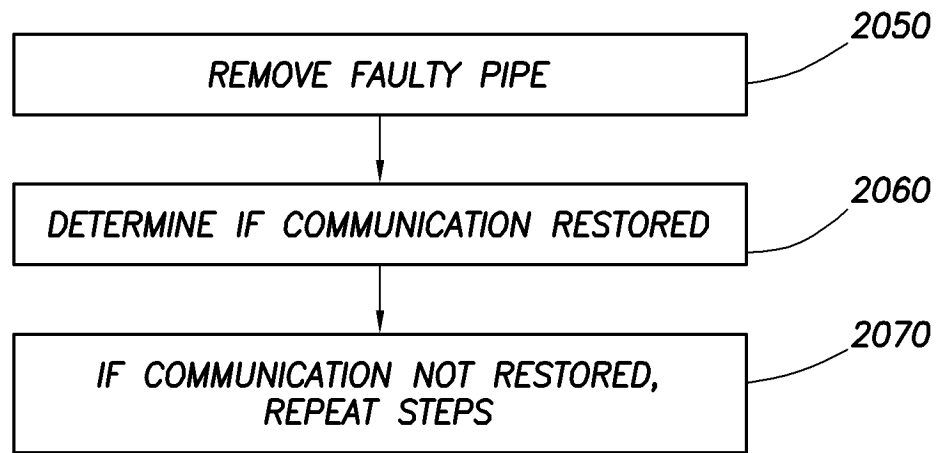 2050
REMOVE FAULTY PIPE
2060
DETERMINE IF COMMUNICATION RESTORED
2070
IF COMMUNICATION NOT RESTORED,
REPEAT STEPS